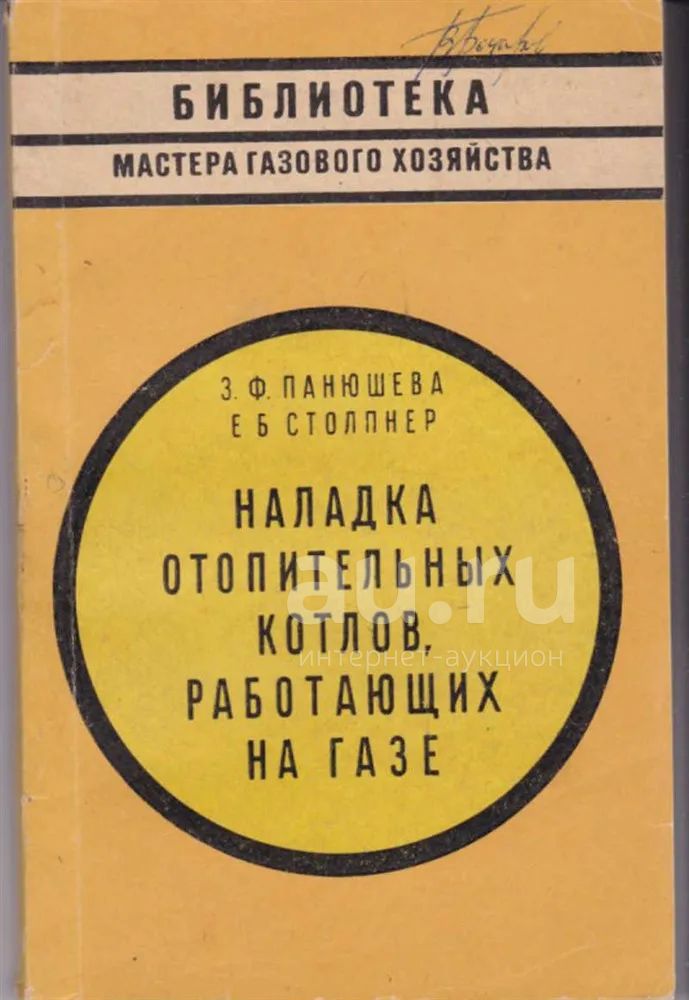 БИБЛИОТЕКА
МАСТЕРА ГАЗОВОГО ХОЗЯЙСТВА
З. Ф. ПАНЮШЕВА
Е Б СТОЛПНЕР
НАЛАДКА
ОТОПИТЕЛЬНЫХ
КОТЛОВ,
РАБОТАЮЩИХ
НА ГАЗЕ
au.ru
интернет-аукцион